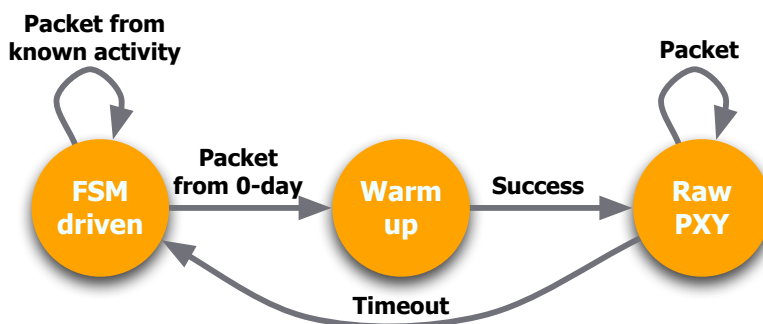 Packet from
known activity
Packet
Packet
from 0-day
Success
FSM
driven
Warm
up
Raw
PXY
Timeout